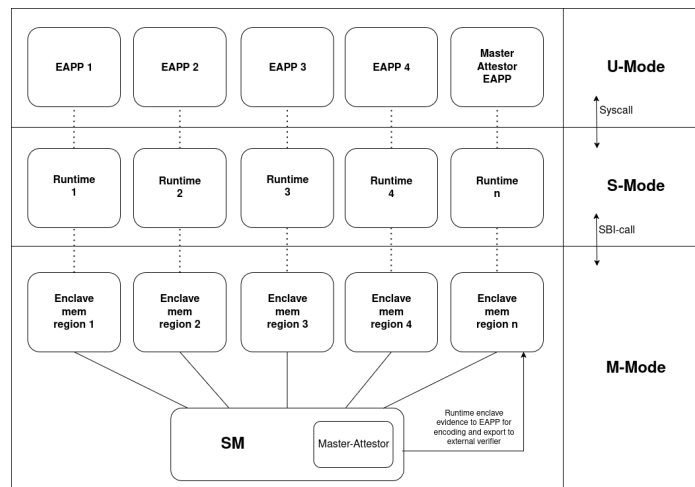 EAPP 1
EAPP 2
EAPP 3
EAPP 4
Master
Attestor
EAPP
U-Mode
Syscall
Runtime
1
Runtime
2
Runtime
3
Runtime
4
Runtime
n
S-Mode
SBI-call
Enclave
mem
region 1
Enclave
mem
region 2
Enclave
mem
region 3
Enclave
mem
region 4
Enclave
mem
region n
M-Mode
Runtime enclave
evidence to EAPP for
encoding and export to
external verifier
SM
Master-Attestor